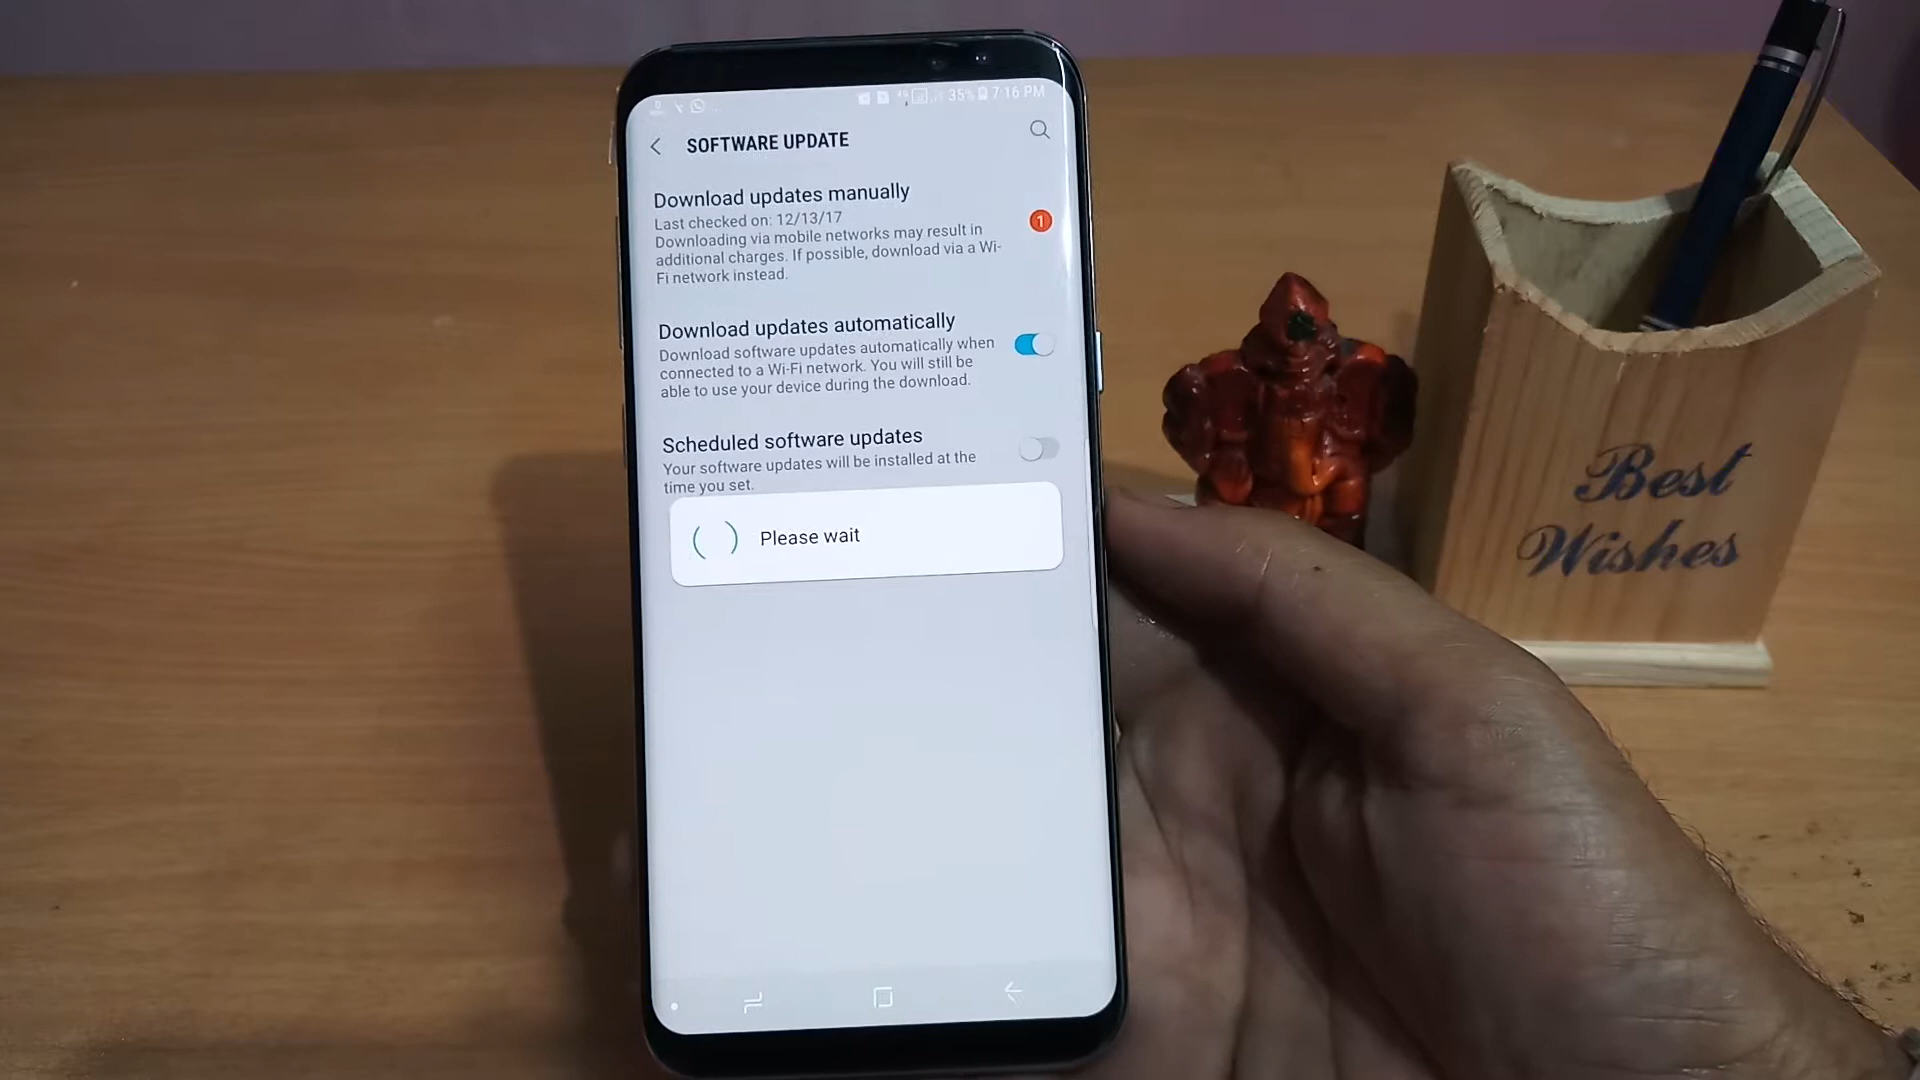 35% 7:16 PM
SOFTWARE UPDATE
Download updates manually
Last checked on: 12/13/17
Downloading via mobile networks may result in
additional charges. If possible, download via a Wi-
Fi network instead.
1
Download updates automatically
Download software updates automatically when
connected to a Wi-Fi network. You will still be
able to use your device during the download.
Scheduled software updates
Your software updates will be installed at the
time you set.
Please wait
Best
Wishes